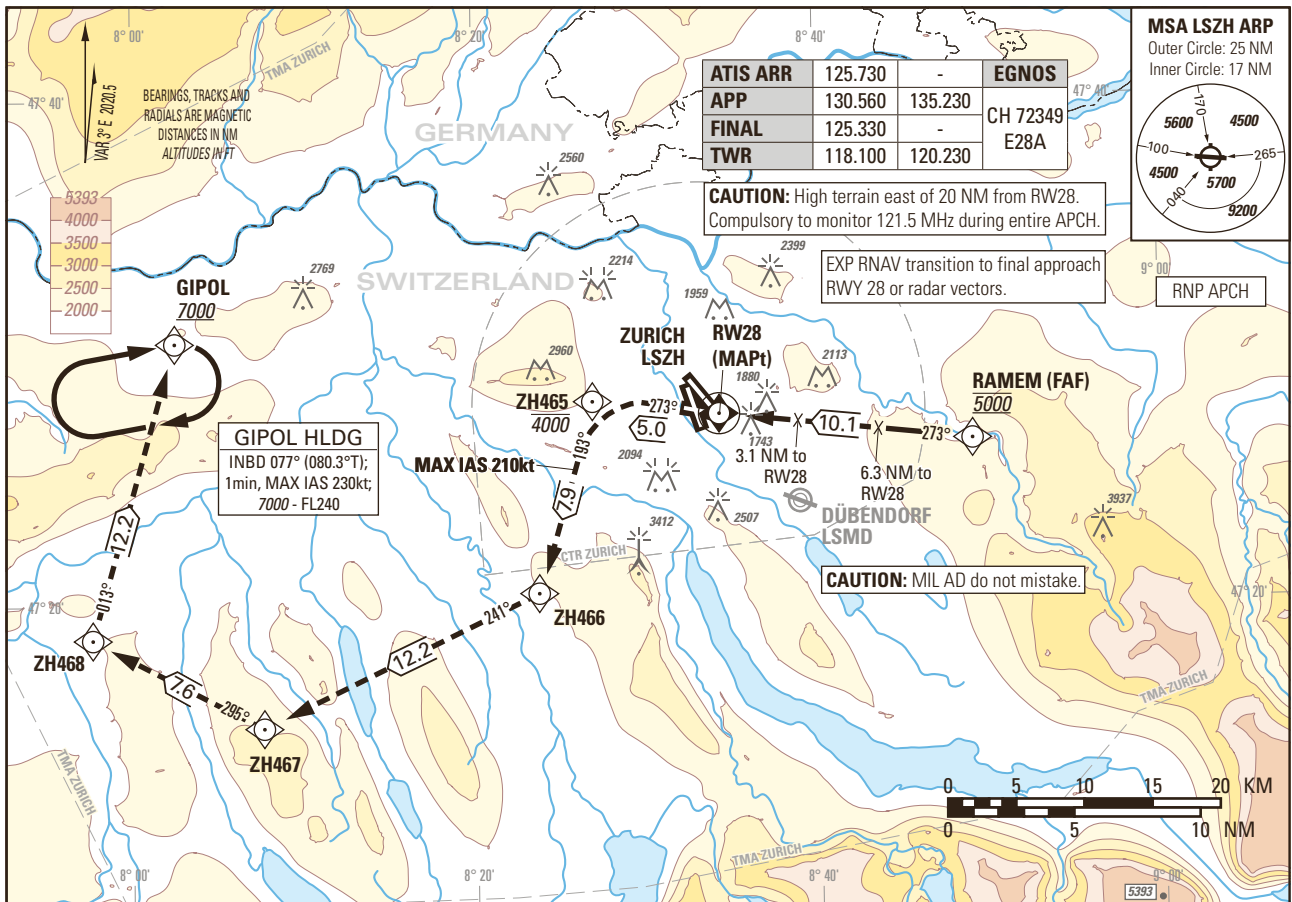 8° 00'
8° 20'
8° 40'
TMA ZURICH
47° 40'
47° 40'
VAR 3° E 2020.5
BEARINGS, TRACKS AND
RADIALS ARE MAGNETIC
DISTANCES IN NM
ALTITUDES IN FT
GERMANY
ATIS ARR 125.730 - EGNOS
APP 130.560 135.230 CH 72349
FINAL 125.330 - E28A
TWR 118.100 120.230
MSA LSZH ARP
Outer Circle: 25 NM
Inner Circle: 17 NM
170
5600
4500
100
265
4500
5700
040
9200
CAUTION: High terrain east of 20 NM from RW28.
Compulsory to monitor 121.5 MHz during entire APCH.
EXP RNAV transition to final approach
RWY 28 or radar vectors.
9° 00'
RNP APCH
5393
4000
3500
3000
2500
2000
2560
2769
SWITZERLAND
2214
2399
1959
GIPOL
7000
ZURICH
LSZH
RW28
(MAPt)
2960
1880
2113
RAMEM (FAF)
5000
ZH465
4000
273°
5.0
1743
10.1
273°
3.1 NM to
RW28
6.3 NM to
RW28
GIPOL HLDG
INBD 077° (080.3°T);
1min, MAX IAS 230kt;
7000 - FL240
MAX IAS 210kt
193°
7.9
2094
2507
3412
DÜBENDORF
LSMD
3937
CTR ZURICH
CAUTION: MIL AD do not mistake.
12.2
013°
47° 20'
47° 20'
ZH466
241°
12.2
ZH468
7.6
295°
ZH467
TMA ZURICH
TMA ZURICH
0 5 10 15 20 KM
0 5 10 NM
TMA ZURICH
8° 00'
8° 20'
8° 40'
9° 00'
5393